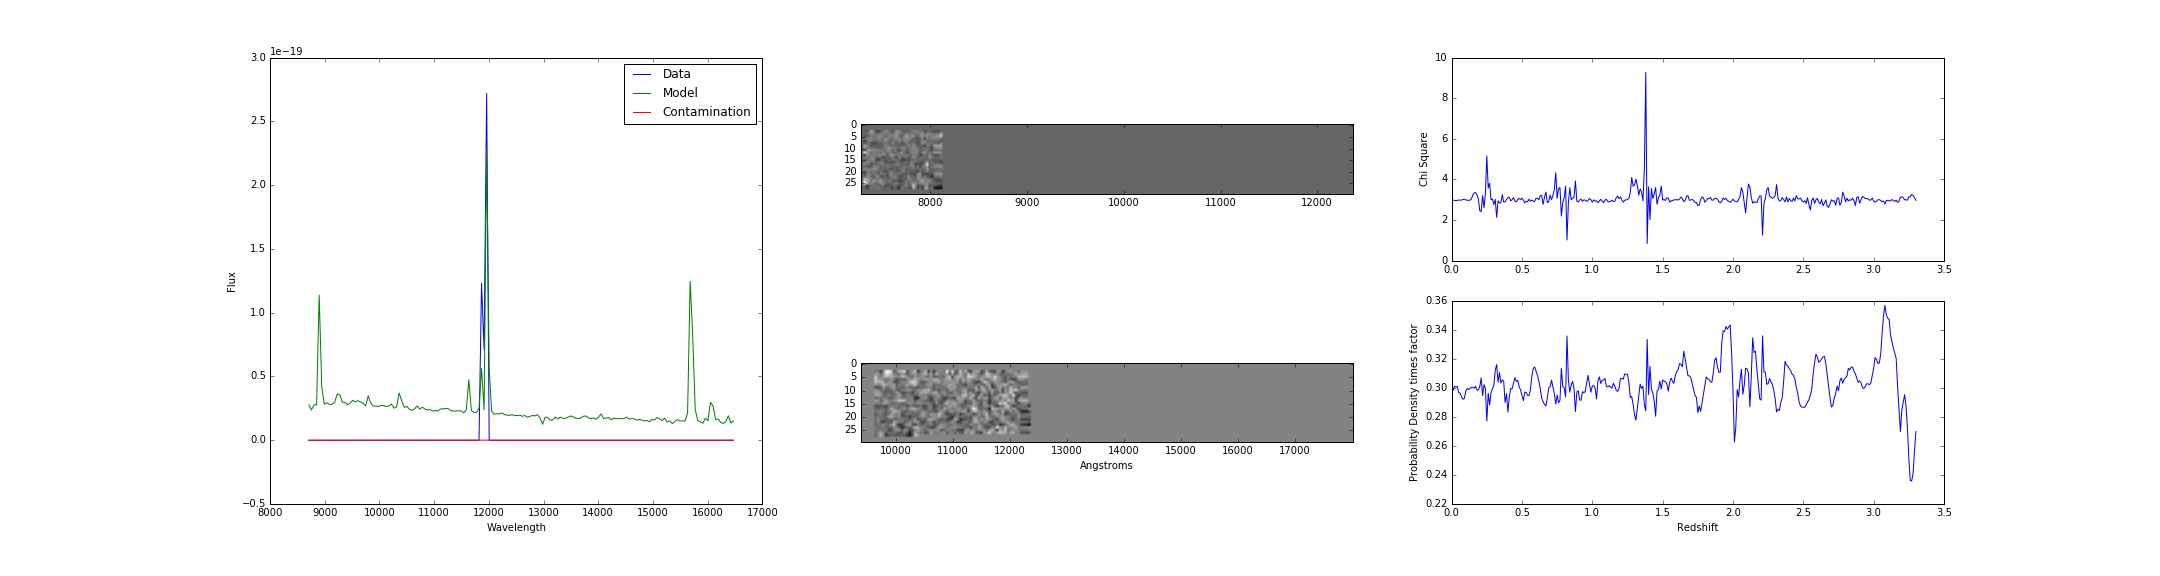 1e−19
3.0
2.5
2.0
1.5
1.0
0.5
0.0
−0.5
Flux
8000 9000 10000 11000 12000 13000 14000 15000 16000 17000
Wavelength
Data
Model
Contamination
0
5
10
15
20
25
8000 9000 10000 11000 12000
0
5
10
15
20
25
10000 11000 12000 13000 14000 15000 16000 17000
Angstroms
10
8
6
4
2
0
Chi Square
0.0 0.5 1.0 1.5 2.0 2.5 3.0 3.5
0.36
0.34
0.32
0.30
0.28
0.26
0.24
0.22
Probability Density times factor
0.0 0.5 1.0 1.5 2.0 2.5 3.0 3.5
Redshift